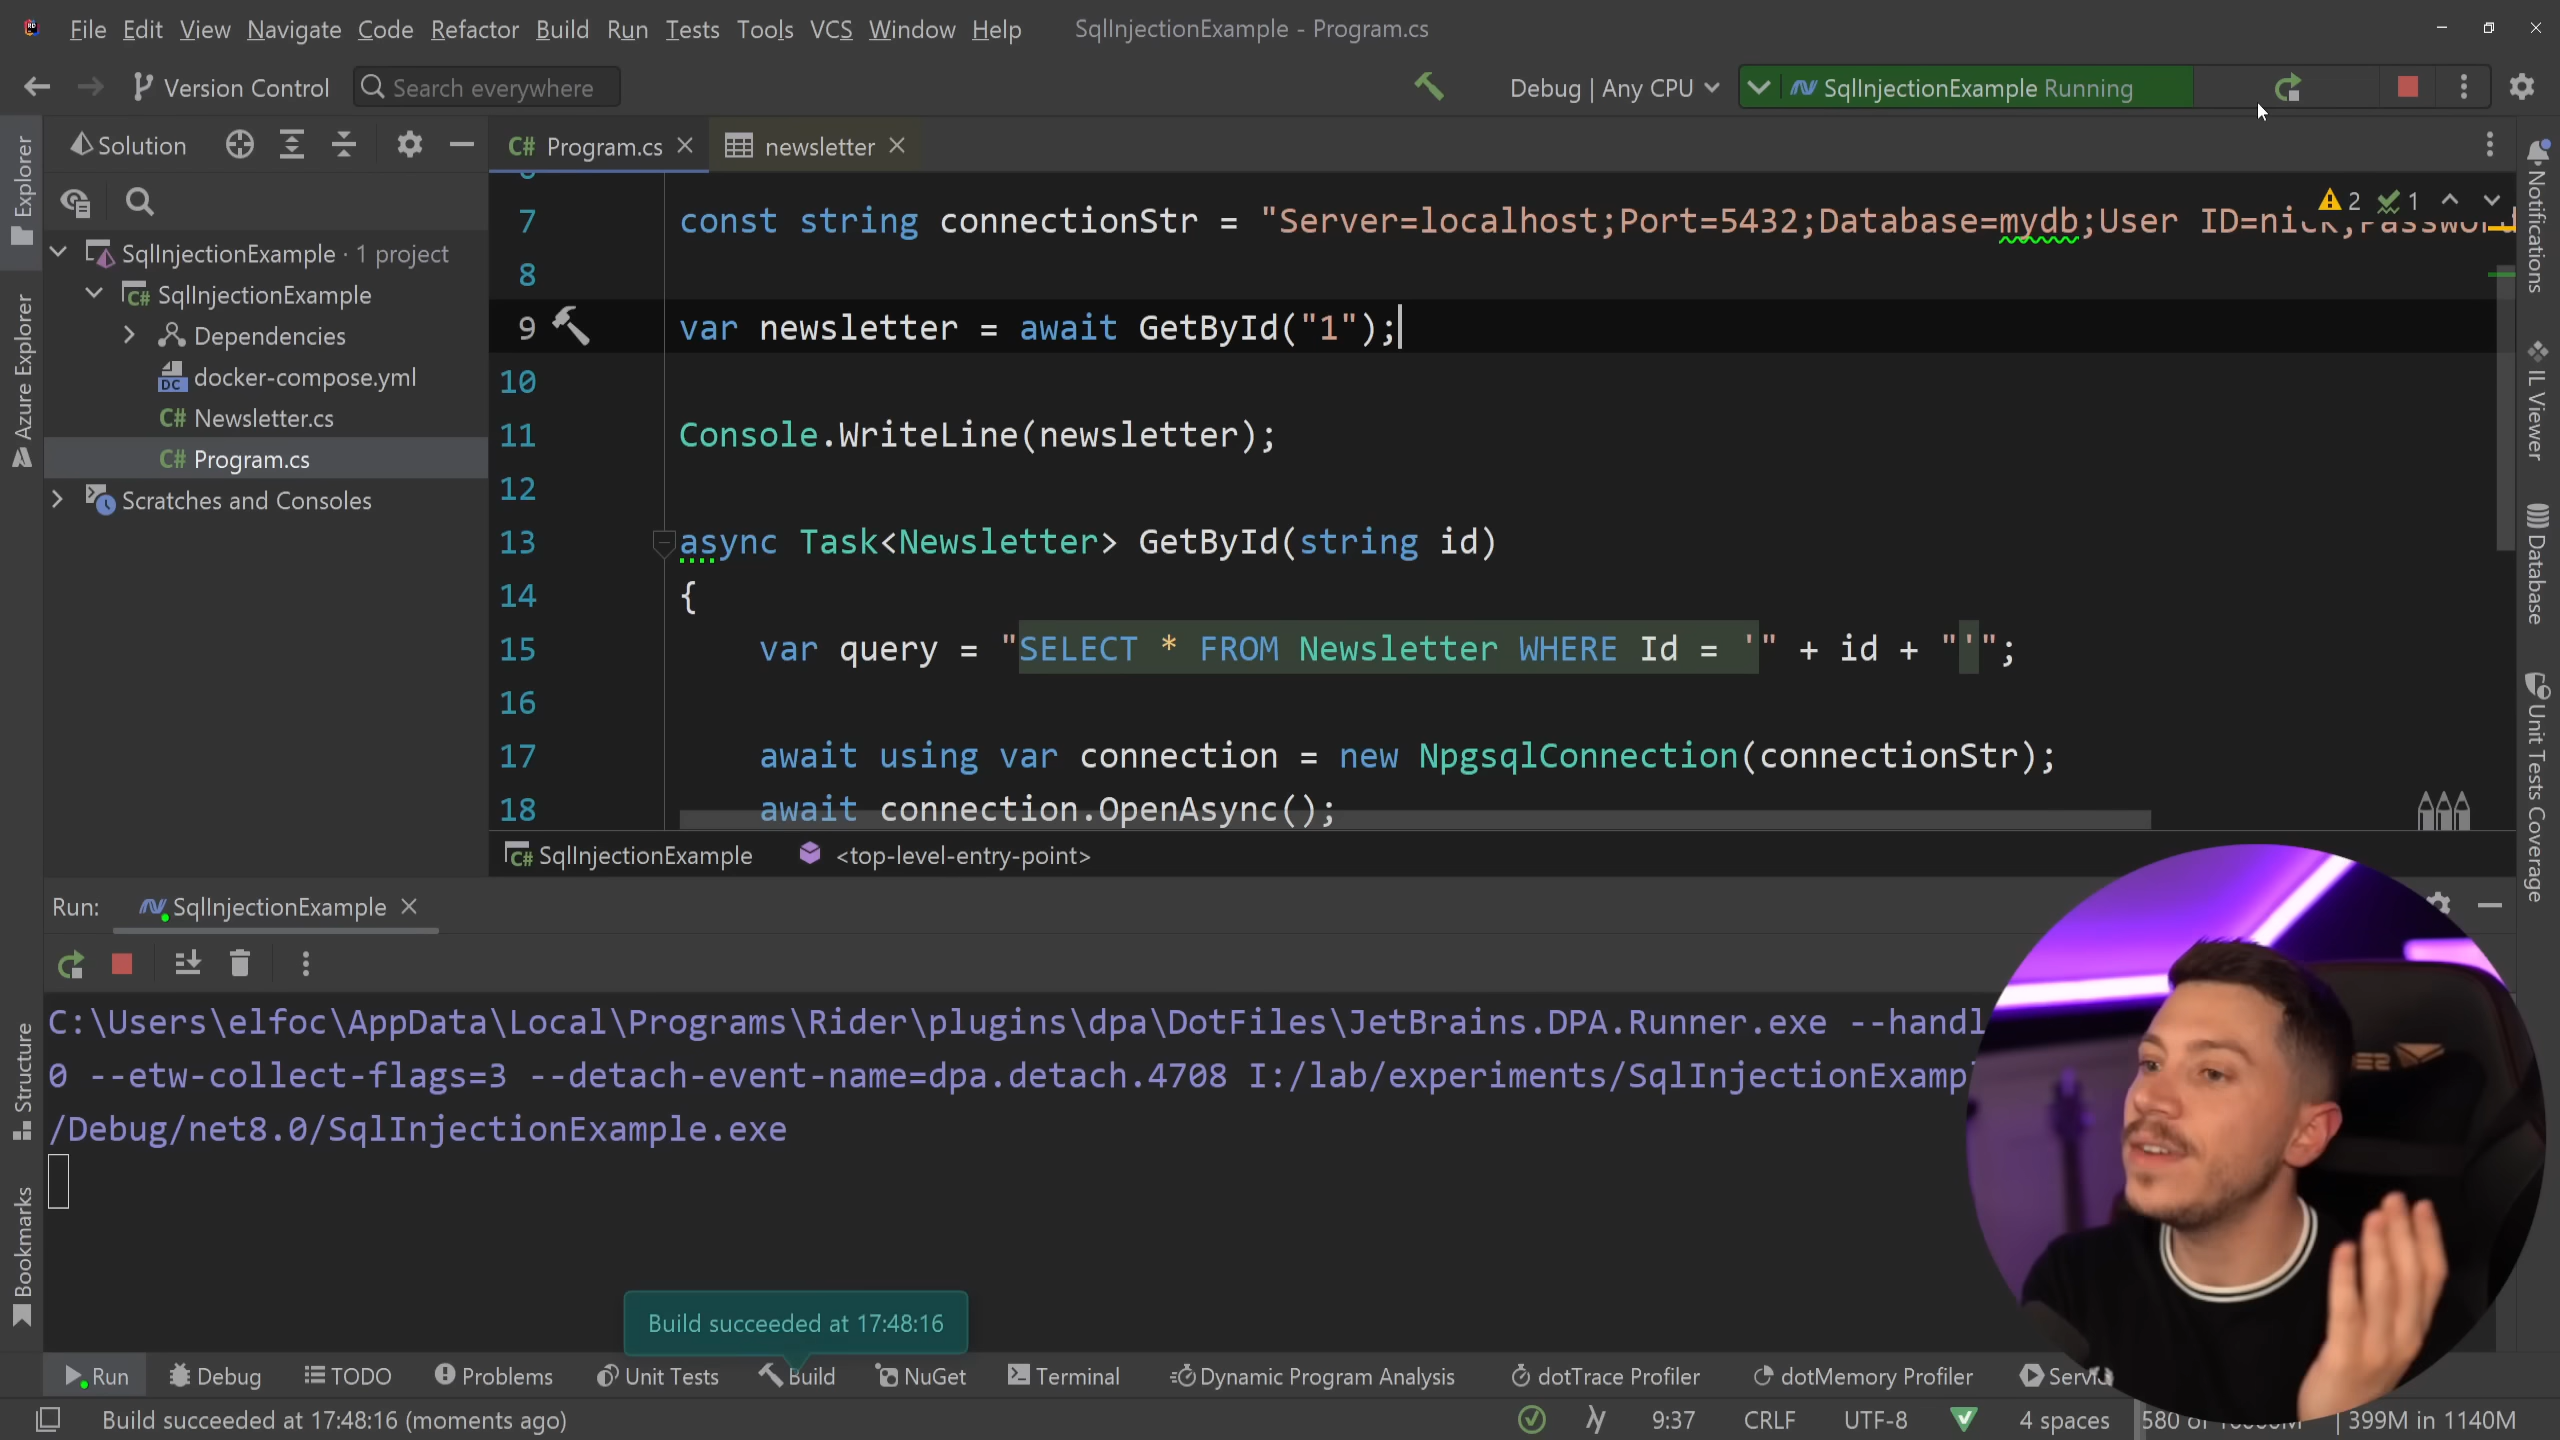 File Edit View Navigate Code Refactor Build Run Tests Tools VCS Window Help SqlInjectionExample - Program.cs
Version Control Search everywhere Debug | Any CPU SqlInjectionExample Running
Explorer
Azure Explorer
Structure
Bookmarks
Solution
SqlInjectionExample · 1 project
C# SqlInjectionExample
Dependencies
DC docker-compose.yml
C# Newsletter.cs
C# Program.cs
Scratches and Consoles
C# Program.cs newsletter
2 1
7 const string connectionStr = "Server=localhost;Port=5432;Database=mydb;User ID=nick;Password
8
9 var newsletter = await GetById("1");
10
11 Console.WriteLine(newsletter);
12
13 async Task<Newsletter> GetById(string id)
14 {
15 var query = "SELECT * FROM Newsletter WHERE Id = '" + id + "'";
16
17 await using var connection = new NpgsqlConnection(connectionStr);
18 await connection.OpenAsync();
C# SqlInjectionExample <top-level-entry-point>
Notifications
IL Viewer
Database
Unit Tests Coverage
Run: SqlInjectionExample
C:\Users\elfoc\AppData\Local\Programs\Rider\plugins\dpa\DotFiles\JetBrains.DPA.Runner.exe --handl
0 --etw-collect-flags=3 --detach-event-name=dpa.detach.4708 I:/lab/experiments/SqlInjectionExamp
/Debug/net8.0/SqlInjectionExample.exe
Build succeeded at 17:48:16
Run Debug TODO Problems Unit Tests Build NuGet Terminal Dynamic Program Analysis dotTrace Profiler dotMemory Profiler
Build succeeded at 17:48:16 (moments ago) 9:37 CRLF UTF-8 4 spaces 399M in 1140M